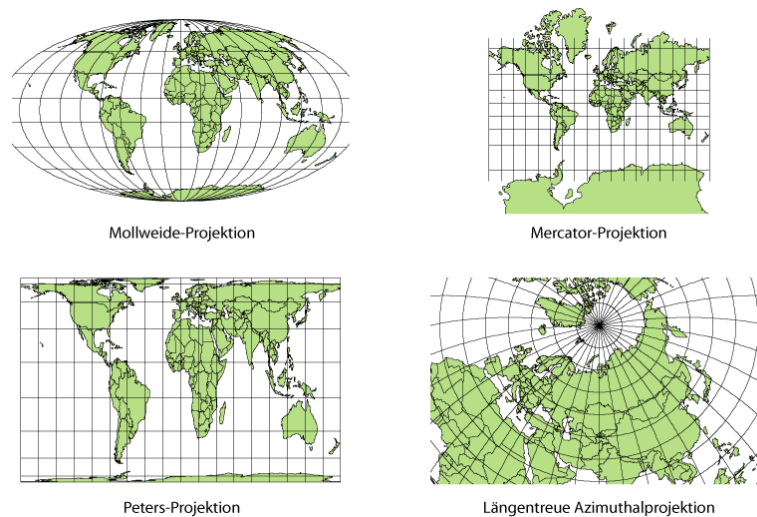 Mollweide-Projektion
Mercator-Projektion
Peters-Projektion
Längentreue Azimuthalprojektion